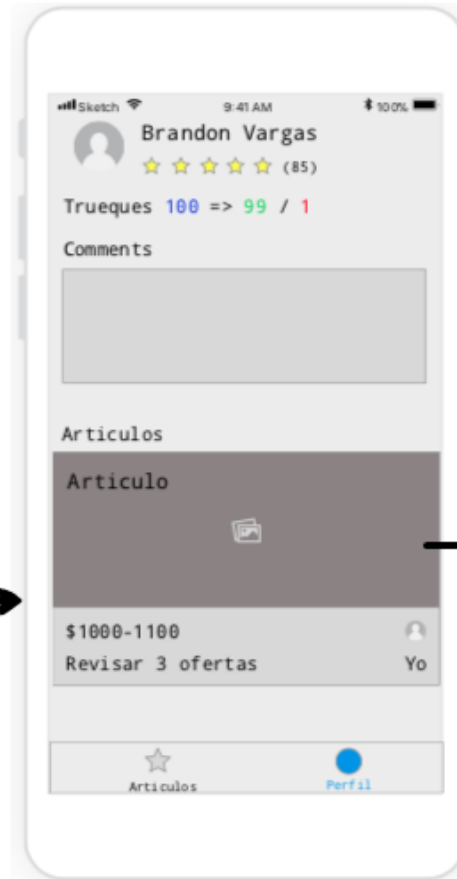 Sketch 9:41 AM 100%
Brandon Vargas
(85)
Trueques 100 => 99 / 1
Comments
Articulos
Articulo
$1000-1100
Revisar 3 ofertas Yo
Articulos Perfil